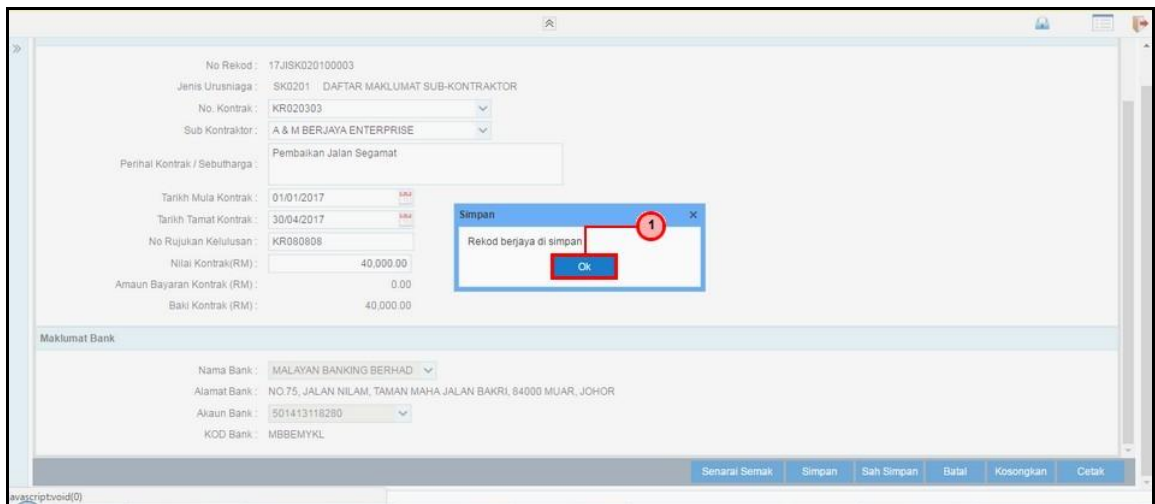 No Rekod : 17JISK020100003
Jenis Urusniaga : SK0201 DAFTAR MAKLUMAT SUB-KONTRAKTOR
No. Kontrak : KR020303
Sub Kontraktor : A & M BERJAYA ENTERPRISE
Perihal Kontrak / Sebutharga : Pembaikan Jalan Segamat
Tarikh Mula Kontrak : 01/01/2017
Tarikh Tamat Kontrak : 30/04/2017
No Rujukan Kelulusan : KR080808
Nilai Kontrak(RM) : 40,000.00
Amaun Bayaran Kontrak (RM) : 0.00
Baki Kontrak (RM) : 40,000.00
Simpan x
1
Rekod berjaya di simpan
Ok
Maklumat Bank
Nama Bank : MALAYAN BANKING BERHAD
Alamat Bank : NO.75, JALAN NILAM, TAMAN MAHA JALAN BAKRI, 84000 MUAR, JOHOR
Akaun Bank : 501413118280
KOD Bank : MBBEMYKL
Senarai Semak Simpan Sah Simpan Batal Kosongkan Cetak
avascript:void(0)